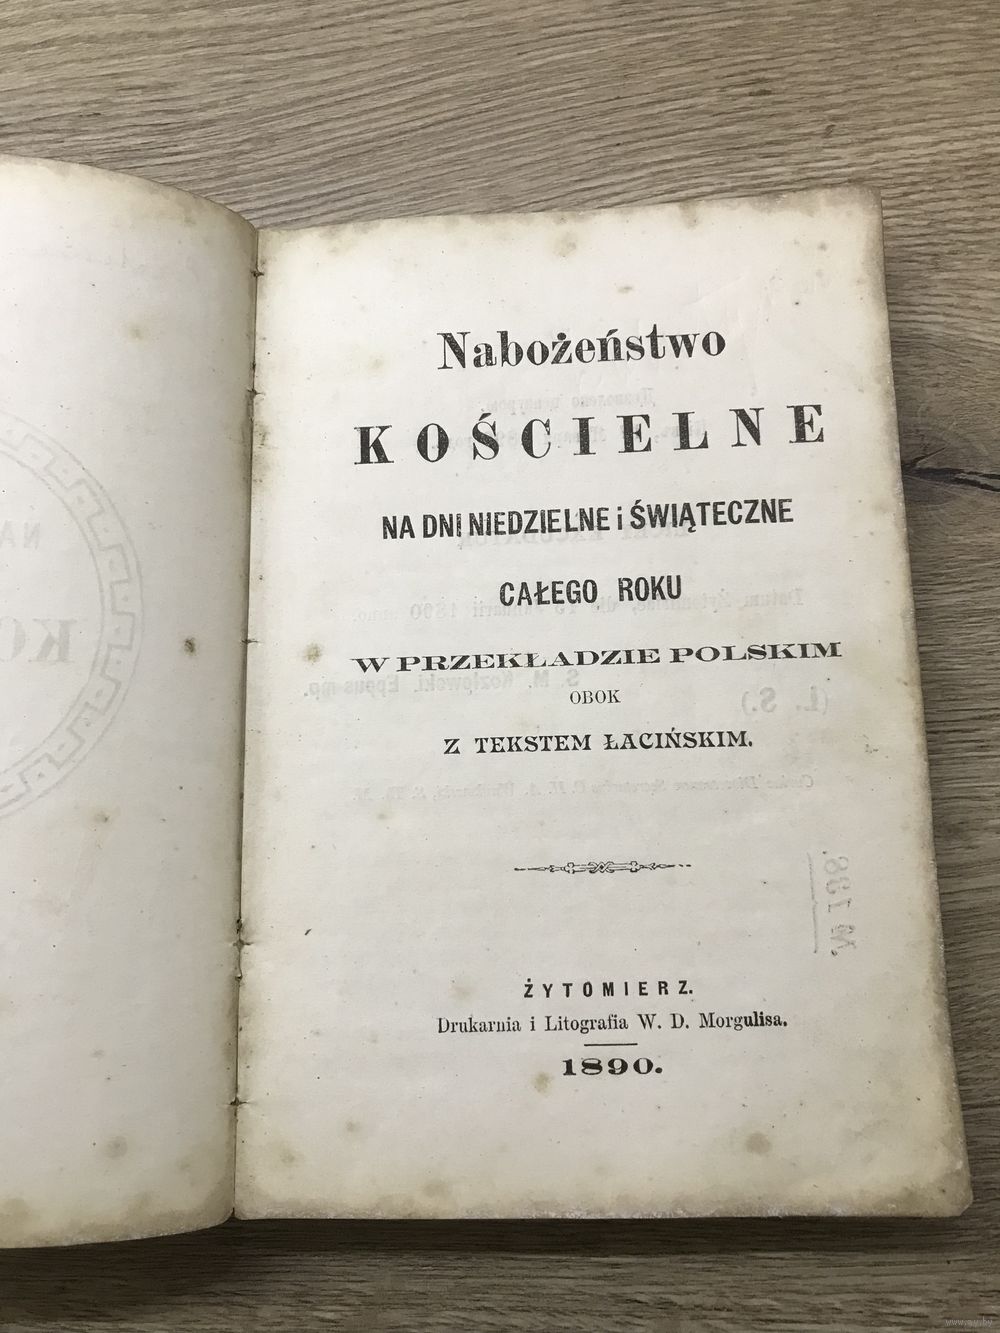 Nabożeństwo
KOŚCIELNE
NA DNI NIEDZIELNE i ŚWIĄTECZNE
CAŁEGO ROKU
W PRZEKŁADZIE POLSKIM
OBOK
Z TEKSTEM ŁACIŃSKIM.
ŻYTOMIERZ.
Drukarnia i Litografia W. D. Morgulisa.
1890.